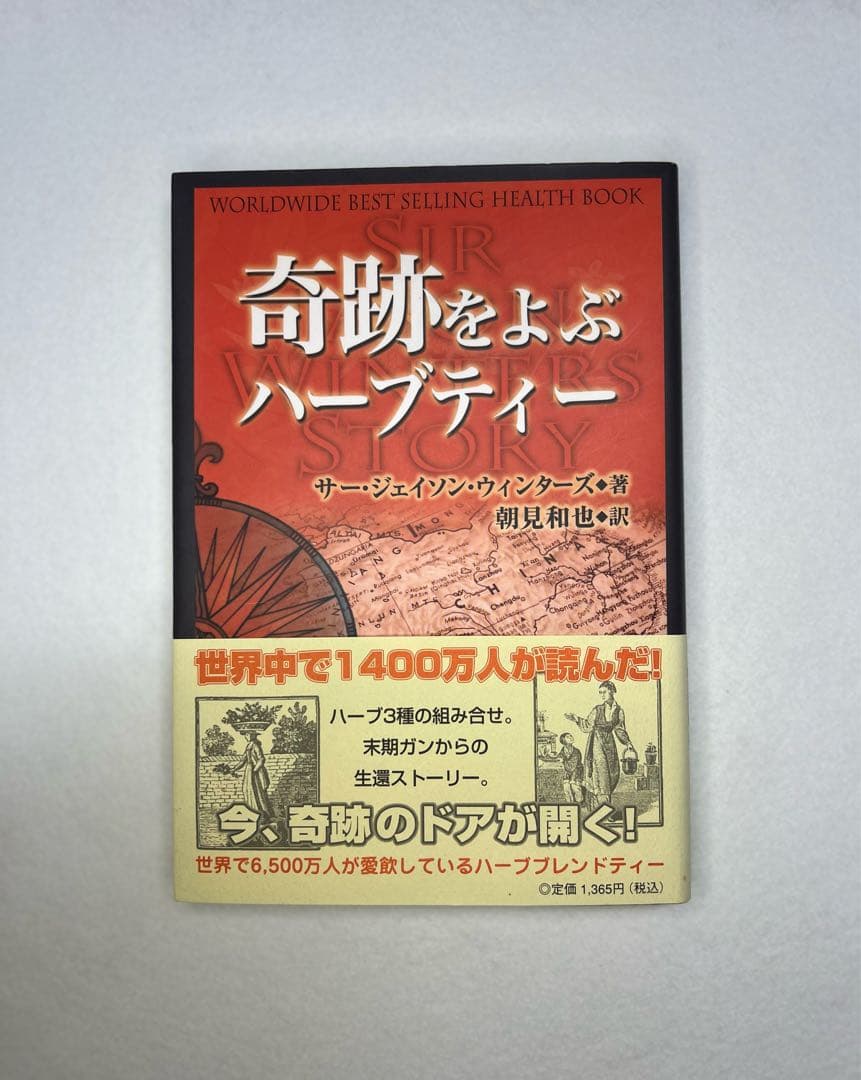 WORLDWIDE BEST SELLING HEALTH BOOK
SIR
WINTERS
STORY
奇跡をよぶ
ハーブティー
サー・ジェイソン・ウィンターズ◆著
朝見和也◆訳
CHINA
世界中で1400万人が読んだ!
ハーブ3種の組み合せ。
末期ガンからの
生還ストーリー。
今、奇跡のドアが開く!
世界で6,500万人が愛飲しているハーブブレンドティー
◎定価 1,365円（税込）